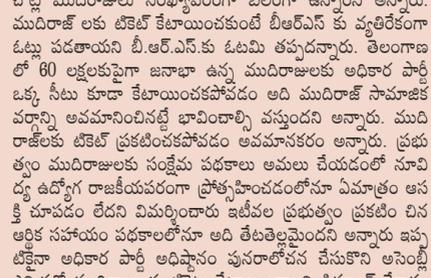 ముదిరాజ్ లకు టికెట్ కేటాయించకుంటే బీఆర్ఎస్ కు వ్యతిరేకంగా
ఓట్లు పడతాయని బీ.ఆర్.ఎస్.కు ఓటమి తప్పదన్నారు. తెలంగాణ
లో 60 లక్షలకుపైగా జనాభా ఉన్న ముదిరాజులకు అధికార పార్టీ
ఒక్క సీటు కూడా కేటాయించకపోవడం అది ముదిరాజ్ సామాజిక
వర్గాన్ని అవమానించినట్టే భావించాల్సి వస్తుందని అన్నారు. ముది
రాజ్‌లకు టికెట్ ప్రకటించకపోవడం అవమానకరం అన్నారు. ప్రభు
త్వం ముదిరాజులకు సంక్షేమ పథకాలు అమలు చేయడంలో నూవి
ద్య ఉద్యోగ రాజకీయపరంగా ప్రోత్సహించడంలోనూ ఏమాత్రం ఆస
క్తి చూపడం లేదని విమర్శించారు ఇటీవల ప్రభుత్వం ప్రకటిం చిన
ఆర్థిక సహాయం పథకాలలోనూ అది తేటతెల్లమైందని అన్నారు ఇప్ప
టికైనా అధికార పార్టీ అధిష్టానం పునరాలోచన చేసుకొని అసెంబ్లీ